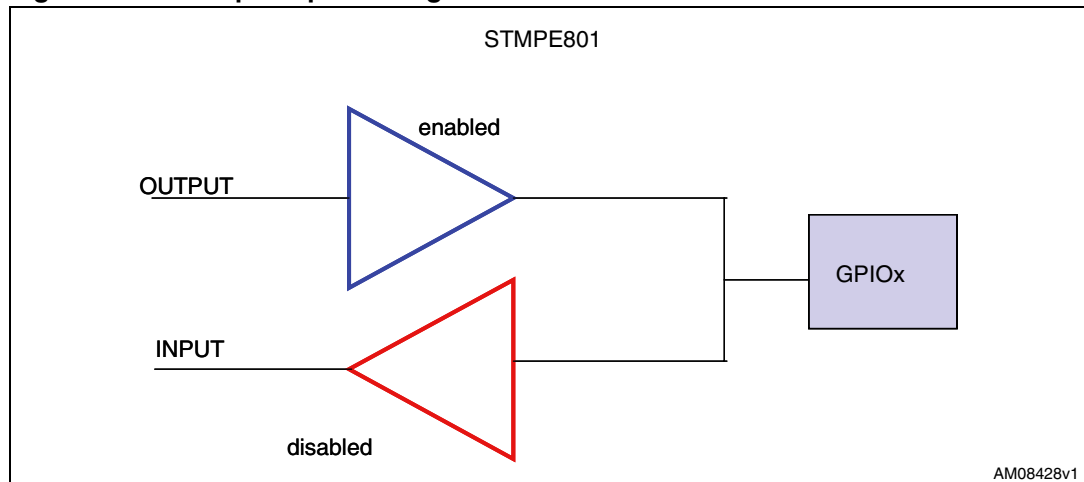 STMPE801
enabled
OUTPUT
GPIOx
INPUT
disabled
AM08428v1